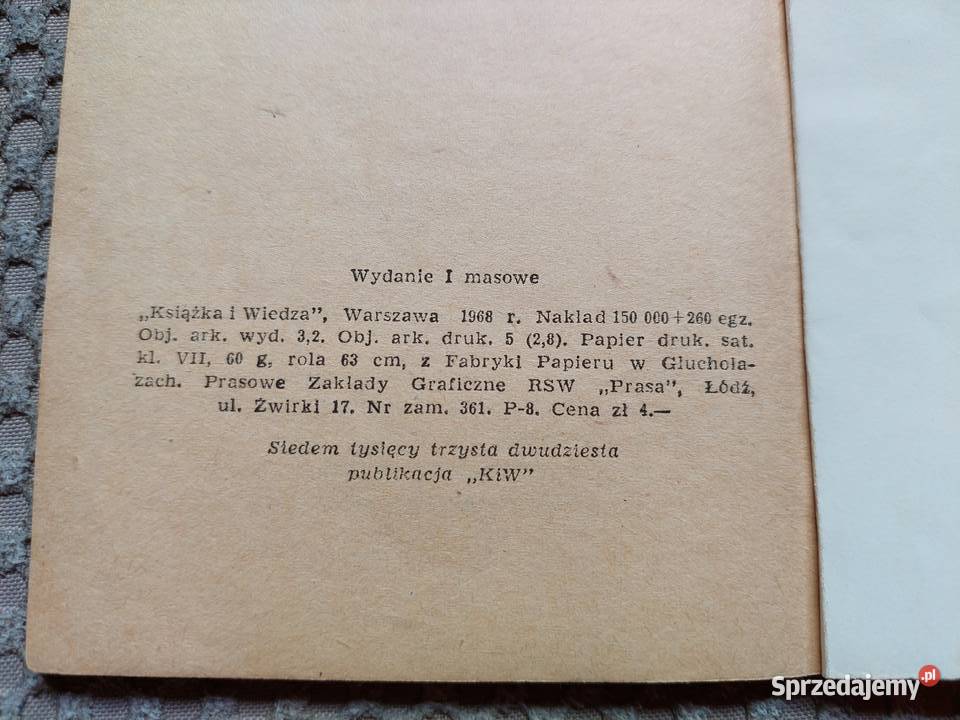 Wydanie I masowe
„Książka i Wiedza”, Warszawa 1968 r. Nakład 150 000+260 egz.
Obj. ark. wyd. 3,2. Obj. ark. druk. 5 (2,8). Papier druk. sat.
kl. VII, 60 g, rola 63 cm, z Fabryki Papieru w Głuchoła-
zach. Prasowe Zakłady Graficzne RSW „Prasa”, Łódź,
ul. Żwirki 17. Nr zam. 361. P-8. Cena zł 4.—
Siedem tysięcy trzysta dwudziesta
publikacja „KiW”
Sprzedajemy.pl